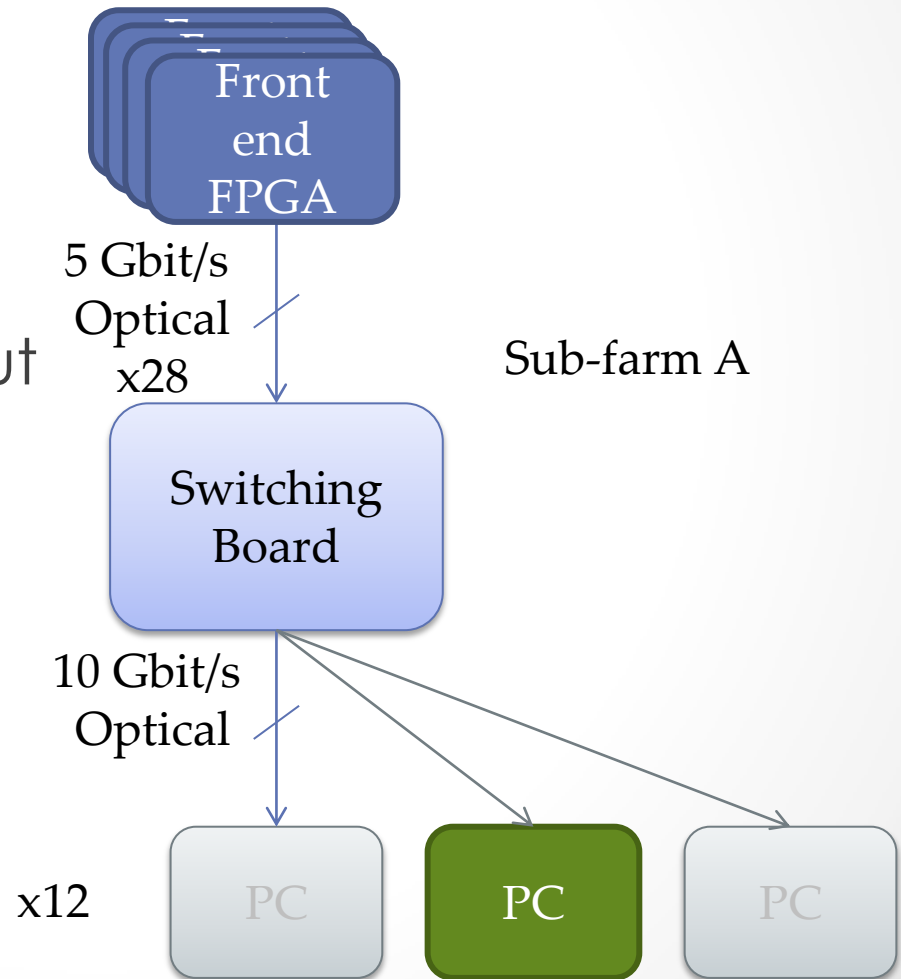 Front
end
FPGA
5 Gbit/s
Optical
x28
Sub-farm A
Switching
Board
10 Gbit/s
Optical
x12
PC
PC
PC